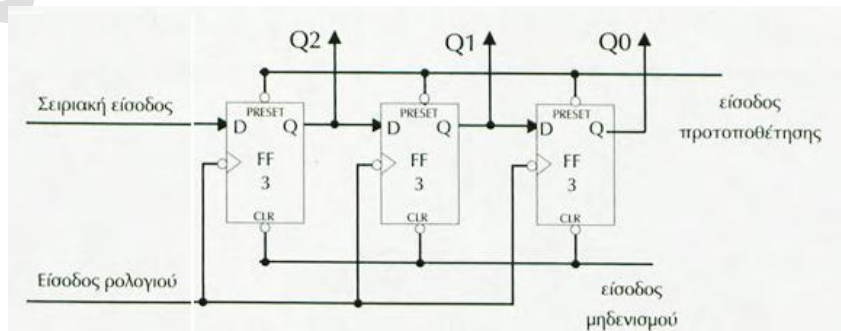 Q2
Q1
Q0
Σειριακή είσοδος
PRESET
D Q
FF
3
CLR
PRESET
D Q
FF
3
CLR
PRESET
D Q
FF
3
CLR
είσοδος
προτοποθέτησης
Είσοδος ρολογιού
είσοδος
μηδενισμού